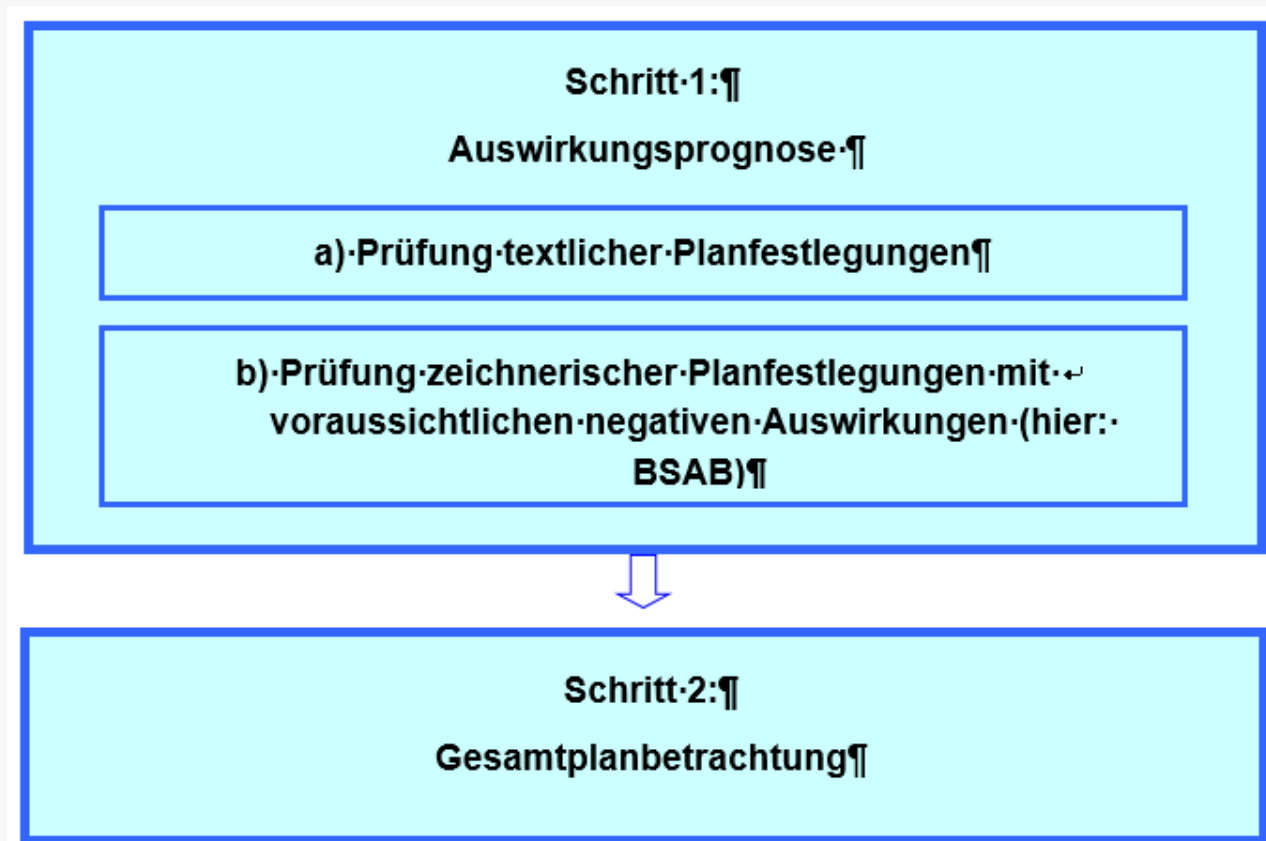 Schritt·1:¶
Auswirkungsprognose·¶
a)·Prüfung·textlicher·Planfestlegungen¶
b)·Prüfung·zeichnerischer·Planfestlegungen·mit·↵
voraussichtlichen·negativen·Auswirkungen·(hier:·
BSAB)¶
Schritt·2:¶
Gesamtplanbetrachtung¶